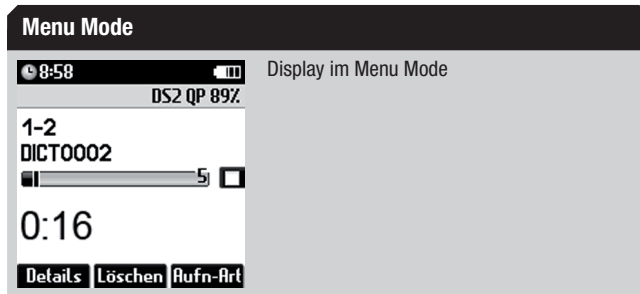 Menu Mode
8:58
Display im Menu Mode
DS2 QP 89%
1-2
DICT0002
5
0:16
Details Löschen Aufn-Art